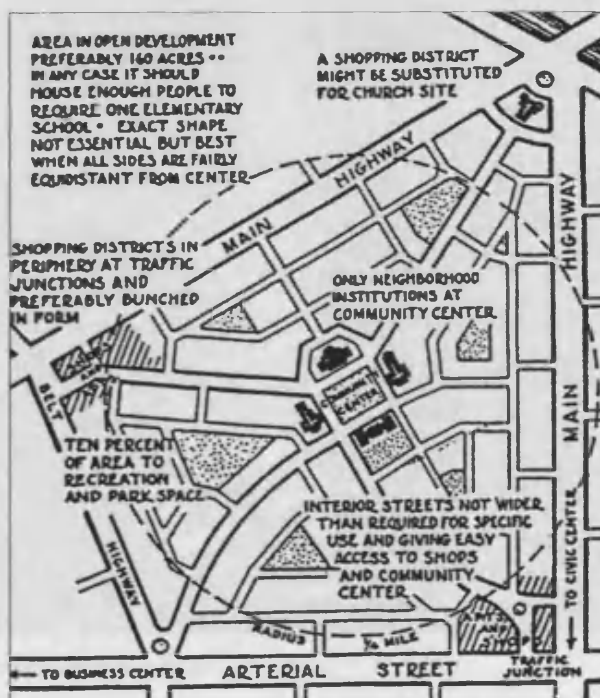 AREA IN OPEN DEVELOPMENT
PREFERABLY 160 ACRES ••
IN ANY CASE IT SHOULD
HOUSE ENOUGH PEOPLE TO
REQUIRE ONE ELEMENTARY
SCHOOL • EXACT SHAPE
NOT ESSENTIAL BUT BEST
WHEN ALL SIDES ARE FAIRLY
EQUIDISTANT FROM CENTER
A SHOPPING DISTRICT
MIGHT BE SUBSTITUTED
FOR CHURCH SITE
MAIN HIGHWAY
HIGHWAY
MAIN
SHOPPING DISTRICTS IN
PERIPHERY AT TRAFFIC
JUNCTIONS AND
PREFERABLY BUNCHED
IN FORM
ONLY NEIGHBORHOOD
INSTITUTIONS AT
COMMUNITY CENTER
COMMUNITY
CENTER
BELT
HIGHWAY
TEN PERCENT
OF AREA TO
RECREATION
AND PARK SPACE
INTERIOR STREETS NOT WIDER
THAN REQUIRED FOR SPECIFIC
USE AND GIVING EASY
ACCESS TO SHOPS
AND COMMUNITY
CENTER
TO CIVIC CENTER
RADIUS ¼ MILE
APTS
AND
SHOPS
TRAFFIC
JUNCTION
TO BUSINESS CENTER ARTERIAL STREET